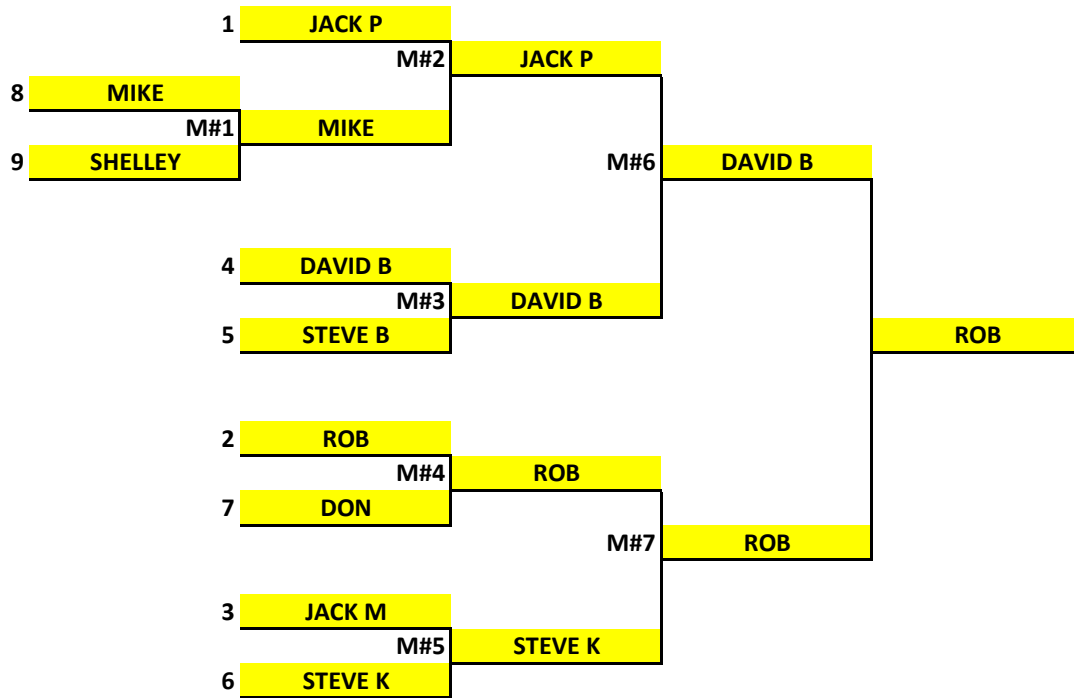 1 JACK P
M#2 JACK P
8 MIKE
M#1 MIKE
9 SHELLEY
M#6 DAVID B
4 DAVID B
M#3 DAVID B
5 STEVE B
ROB
2 ROB
M#4 ROB
7 DON
M#7 ROB
3 JACK M
M#5 STEVE K
6 STEVE K